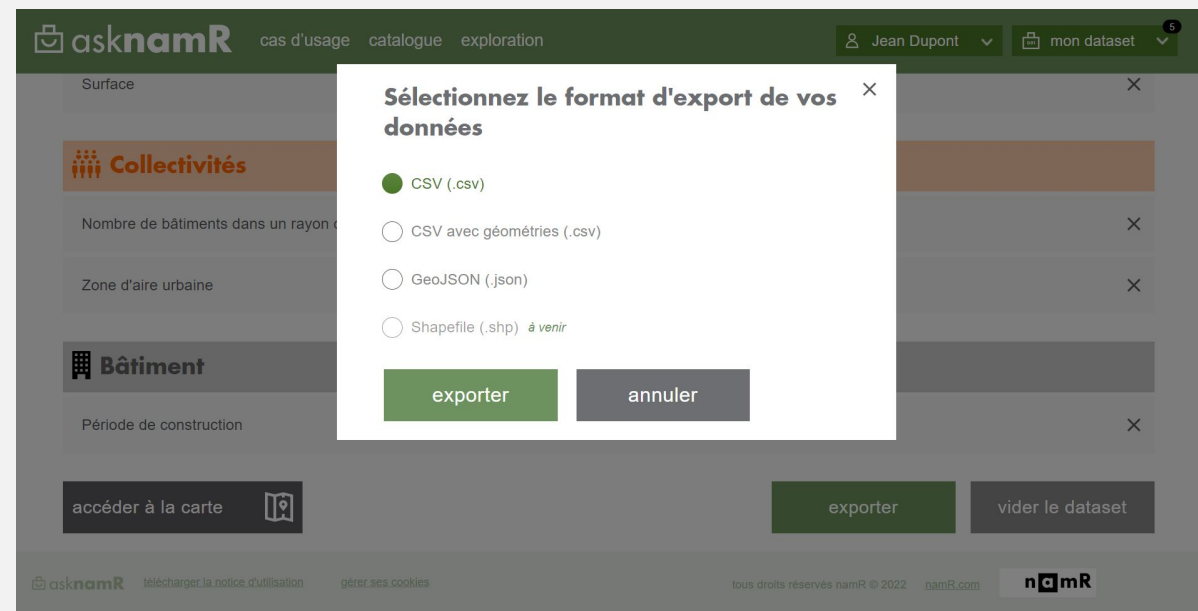 asknamR cas d'usage catalogue exploration Jean Dupont mon dataset 5
Surface
Sélectionnez le format d'export de vos
données
Collectivités
CSV (.csv)
Nombre de bâtiments dans un rayon
CSV avec géométries (.csv)
Zone d'aire urbaine
GeoJSON (.json)
Shapefile (.shp) à venir
Bâtiment
exporter annuler
Période de construction
accéder à la carte exporter vider le dataset
asknamR télécharger la notice d'utilisation gérer ses cookies tous droits réservés namR © 2022 namR.com namR